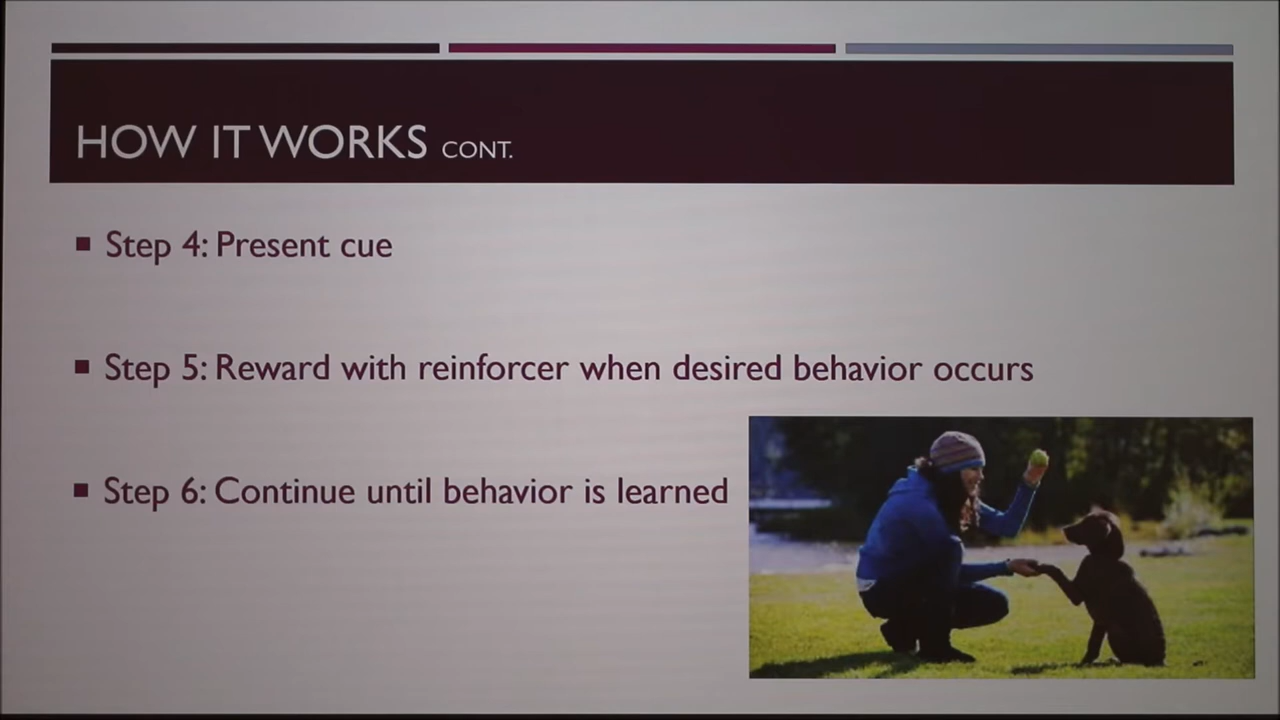 HOW IT WORKS CONT.
Step 4: Present cue
Step 5: Reward with reinforcer when desired behavior occurs
Step 6: Continue until behavior is learned